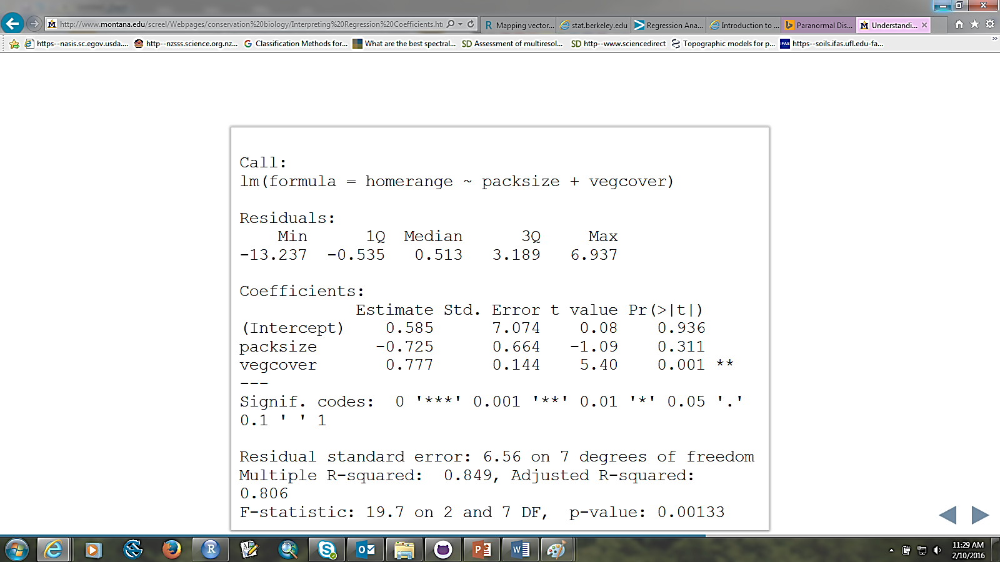 http://www.montana.edu/screel/Webpages/conservation%20biology/Interpreting%20Regression%20Coefficients.ht
R Mapping vector...
stat.berkeley.edu
Regression Ana...
Introduction to ...
Paranormal Dis...
Understandi...
https--nasis.sc.egov.usda....
http--nzsss.science.org.nz...
Classification Methods for...
What are the best spectral...
SD Assessment of multiresol...
SD http--www.sciencedirect
Topographic models for p...
IFAS https--soils.ifas.ufl.edu-fa...
Call:
lm(formula = homerange ~ packsize + vegcover)
Residuals:
Min 1Q Median 3Q Max
-13.237 -0.535 0.513 3.189 6.937
Coefficients:
Estimate Std. Error t value Pr(>|t|)
(Intercept) 0.585 7.074 0.08 0.936
packsize -0.725 0.664 -1.09 0.311
vegcover 0.777 0.144 5.40 0.001 **
---
Signif. codes: 0 '***' 0.001 '**' 0.01 '*' 0.05 '.'
0.1 ' ' 1
Residual standard error: 6.56 on 7 degrees of freedom
Multiple R-squared: 0.849, Adjusted R-squared:
0.806
F-statistic: 19.7 on 2 and 7 DF, p-value: 0.00133
11:29 AM
2/10/2016